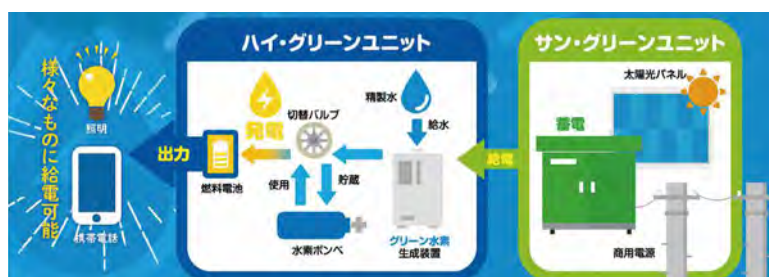 様々なものに給電可能
照明
携帯電話
出力
ハイ・グリーンユニット
発電
切替バルブ
精製水
給水
燃料電池
使用
貯蔵
水素ボンベ
グリーン水素
生成装置
給電
サン・グリーンユニット
太陽光パネル
蓄電
商用電源